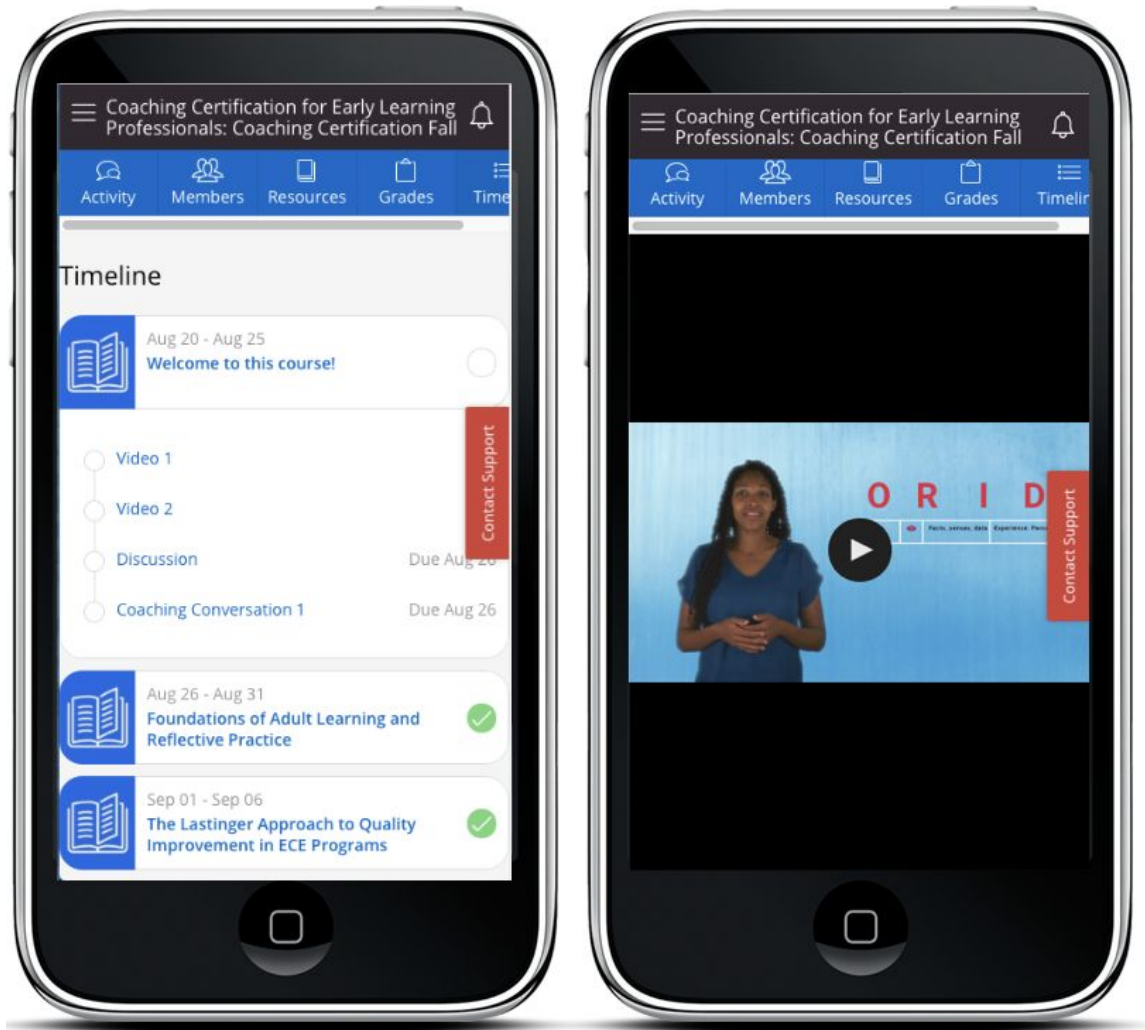 Coaching Certification for Early Learning
Professionals: Coaching Certification Fall
Activity
Members
Resources
Grades
Time
Timeline
Aug 20 - Aug 25
Welcome to this course!
Video 1
Video 2
Discussion
Due Aug 26
Coaching Conversation 1
Due Aug 26
Contact Support
Aug 26 - Aug 31
Foundations of Adult Learning and
Reflective Practice
Sep 01 - Sep 06
The Lastinger Approach to Quality
Improvement in ECE Programs
Coaching Certification for Early Learning
Professionals: Coaching Certification Fall
Activity
Members
Resources
Grades
Timelin
O R I D
Facts, senses, data
Experience
Contact Support